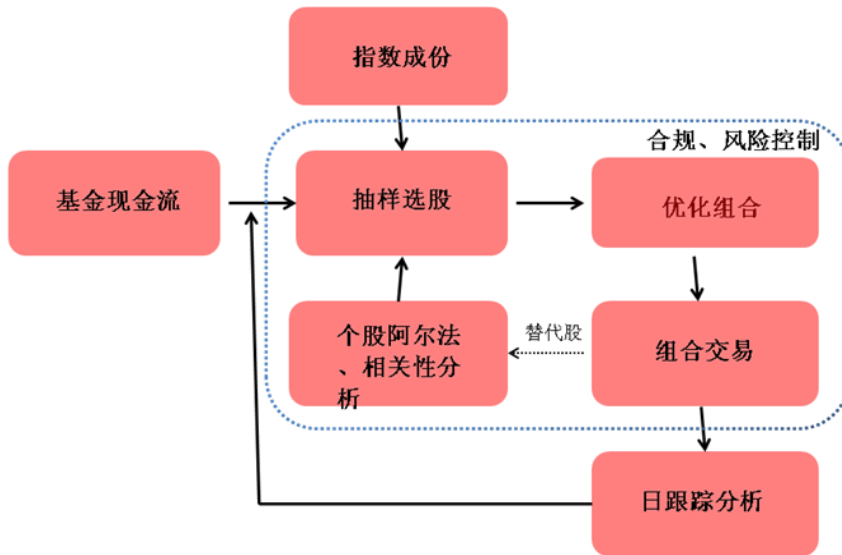 指数成份
合规、风险控制
基金现金流
抽样选股
优化组合
个股阿尔法
、相关性分
析
替代股
组合交易
日跟踪分析